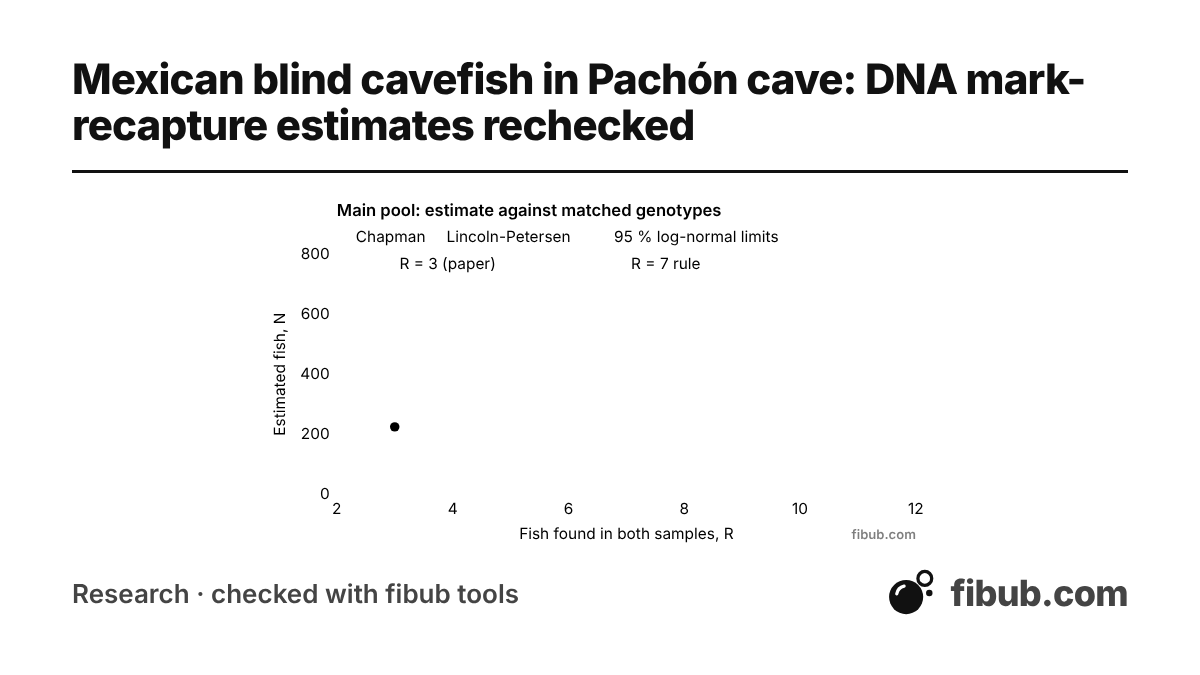 Mexican blind cavefish in Pachón cave: DNA mark-
recapture estimates rechecked
Main pool: estimate against matched genotypes
Chapman Lincoln-Petersen 95 % log-normal limits
R = 3 (paper) R = 7 rule
800
600
400
200
0
Estimated fish, N
2 4 6 8 10 12
Fish found in both samples, R
fibub.com
Research · checked with fibub tools
fibub.com